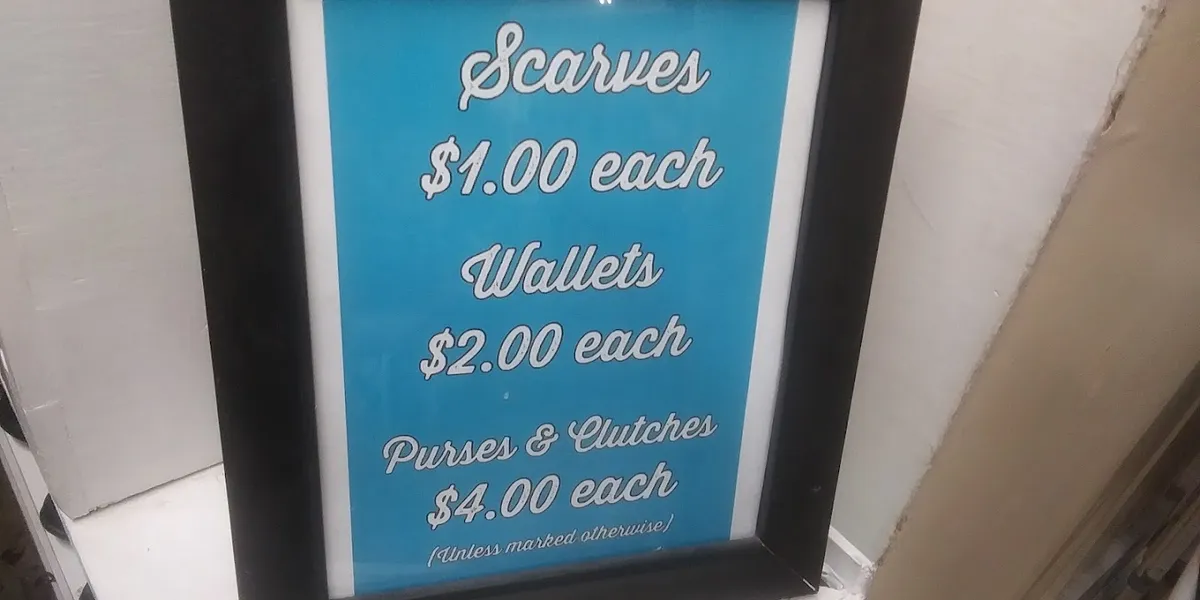 Scarves
$1.00 each
Wallets
$2.00 each
Purses & Clutches
$4.00 each
(Unless marked otherwise)